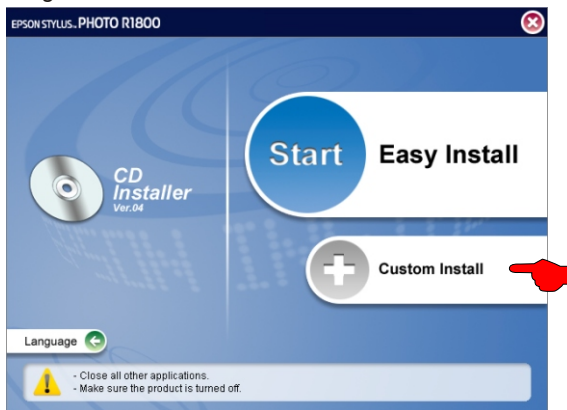 EPSON STYLUS™ PHOTO R1800
Start
Easy Install
CD
Installer
Ver.04
Custom Install
Language
- Close all other applications.
- Make sure the product is turned off.